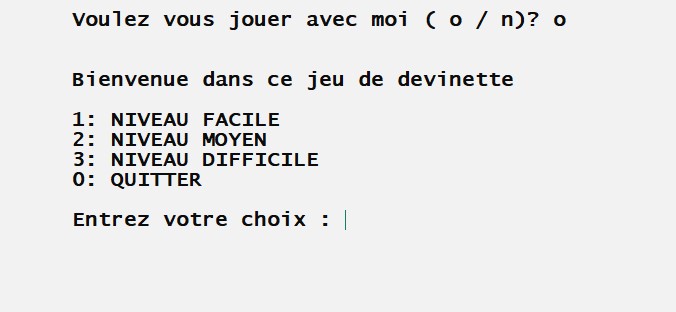 Voulez vous jouer avec moi ( o / n)? o
Bienvenue dans ce jeu de devinette
1: NIVEAU FACILE
2: NIVEAU MOYEN
3: NIVEAU DIFFICILE
0: QUITTER
Entrez votre choix :